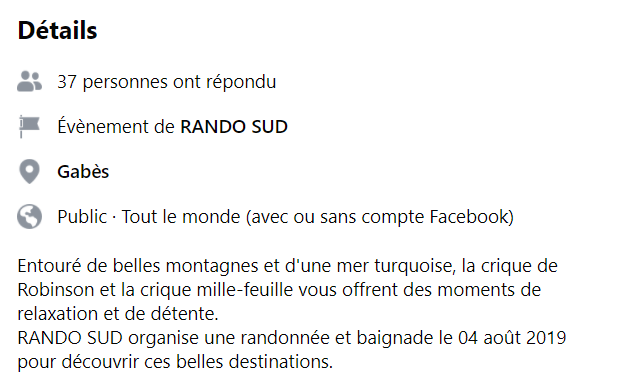 Détails
37 personnes ont répondu
Évènement de RANDO SUD
Gabès
Public · Tout le monde (avec ou sans compte Facebook)
Entouré de belles montagnes et d'une mer turquoise, la crique de
Robinson et la crique mille-feuille vous offrent des moments de
relaxation et de détente.
RANDO SUD organise une randonnée et baignade le 04 août 2019
pour découvrir ces belles destinations.